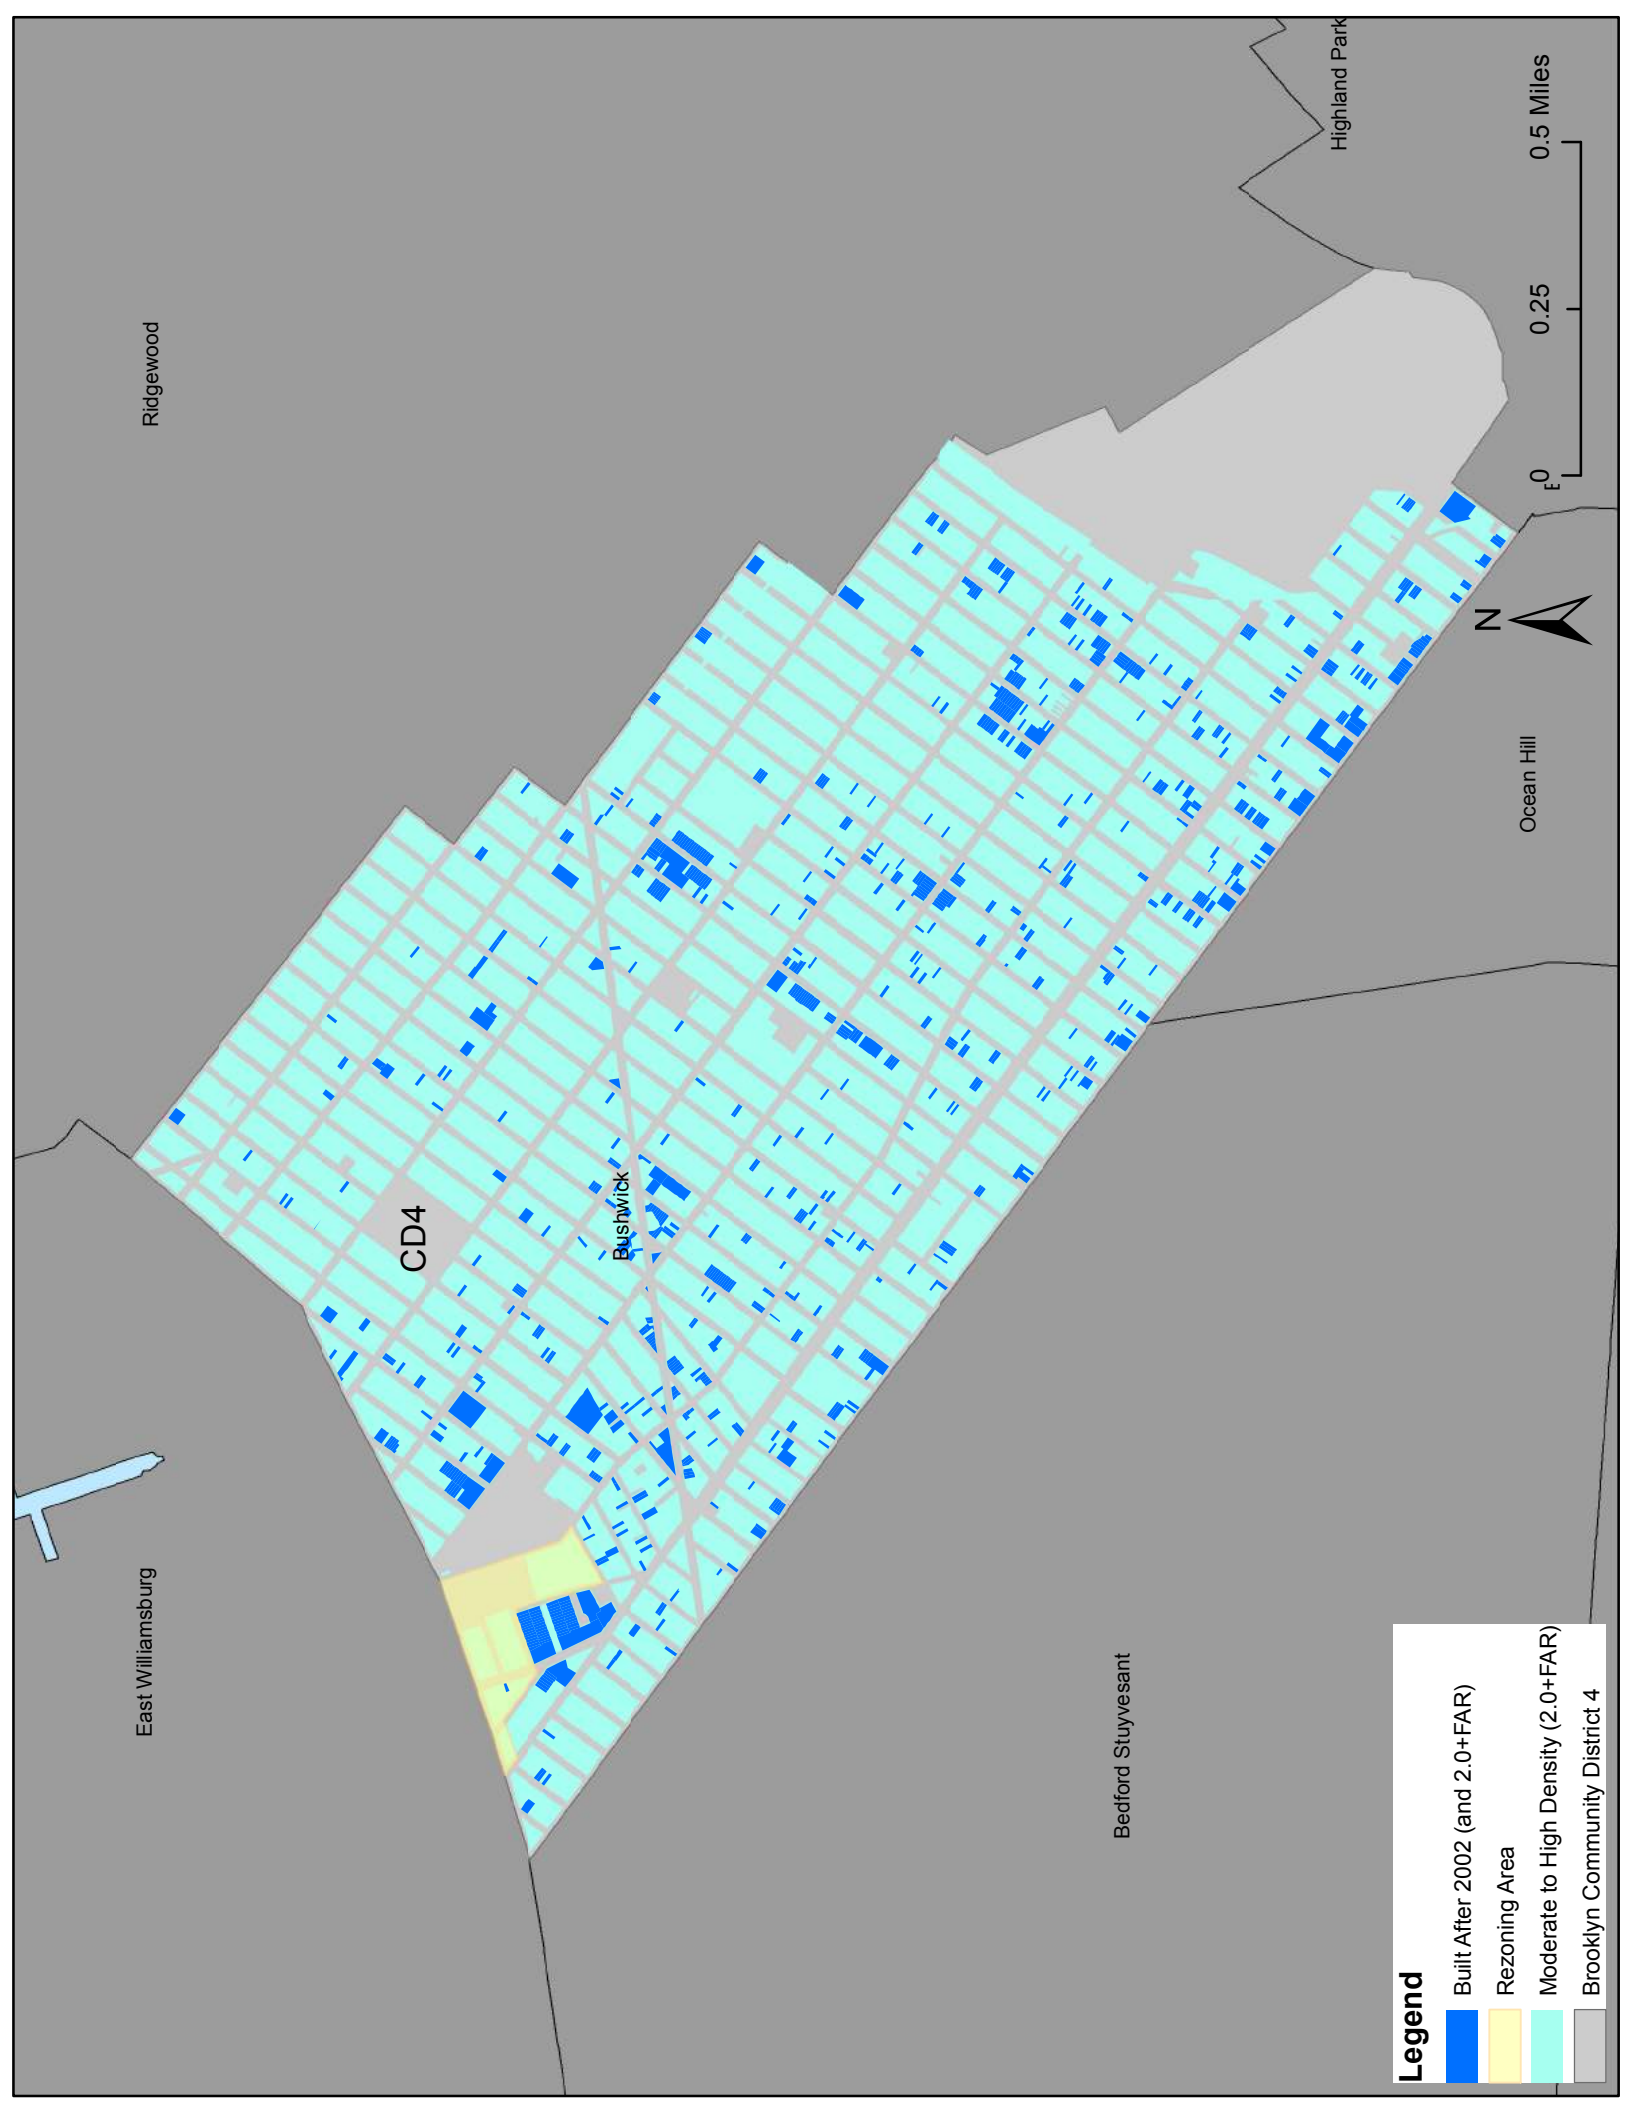 Ridgewood
Highland Park
East Williamsburg
CD4
Bushwick
Bedford Stuyvesant
Ocean Hill
N
E
0 0.25 0.5 Miles
Legend
Built After 2002 (and 2.0+FAR)
Rezoning Area
Moderate to High Density (2.0+FAR)
Brooklyn Community District 4